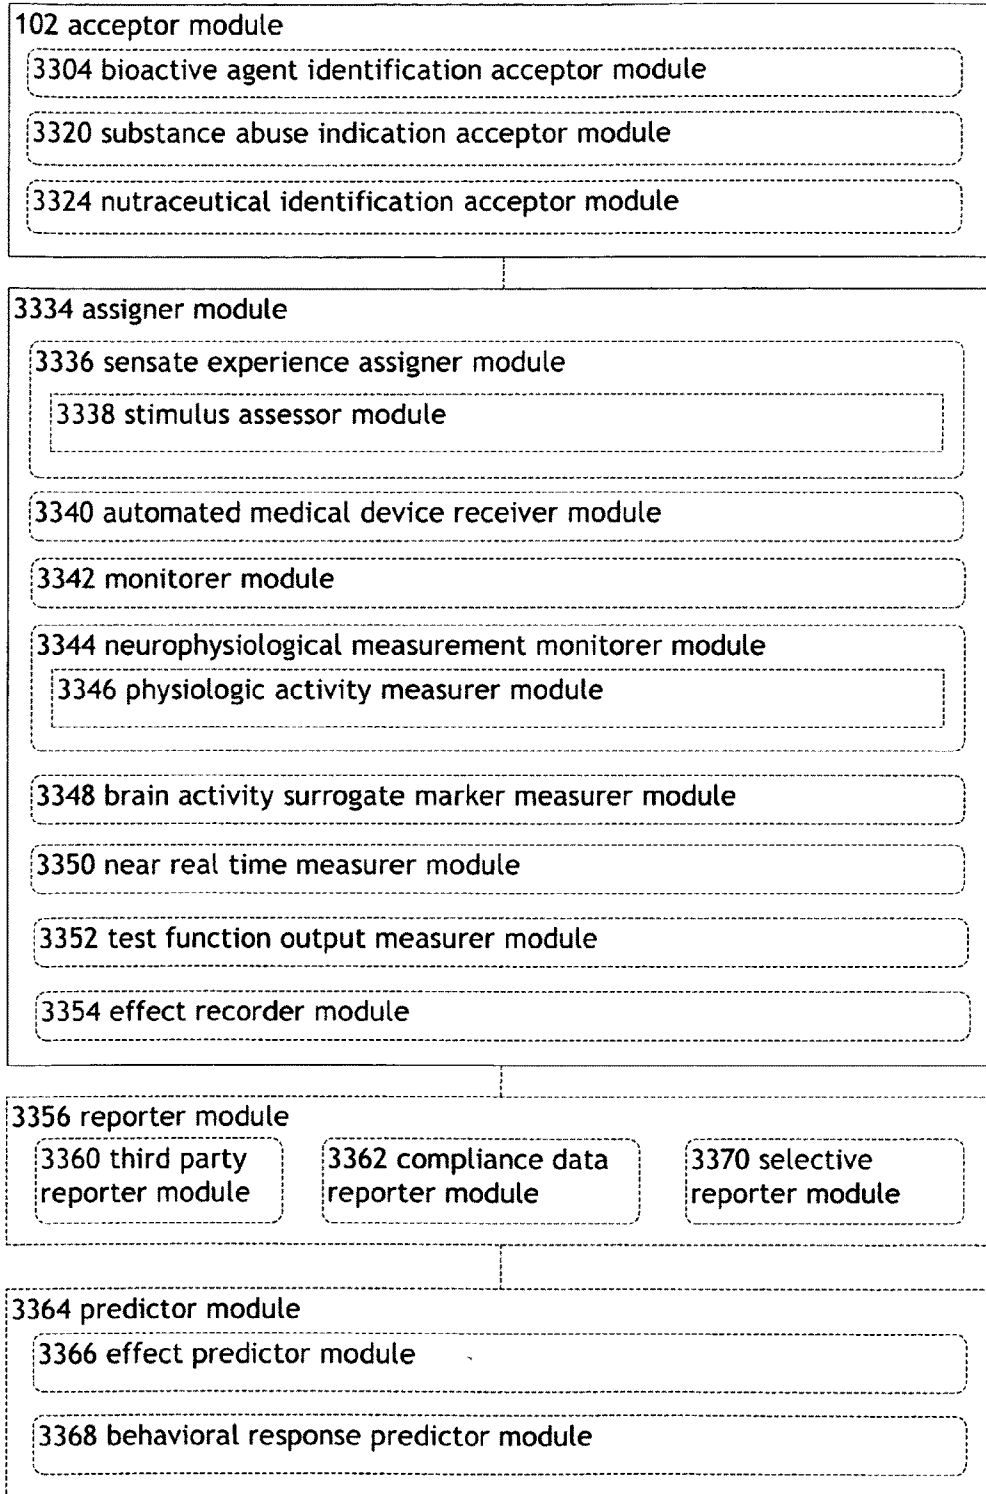 102 acceptor module
3304 bioactive agent identification acceptor module
3320 substance abuse indication acceptor module
3324 nutraceutical identification acceptor module
3334 assigner module
3336 sensate experience assigner module
3338 stimulus assessor module
3340 automated medical device receiver module
3342 monitorer module
3344 neurophysiological measurement monitorer module
3346 physiologic activity measurer module
3348 brain activity surrogate marker measurer module
3350 near real time measurer module
3352 test function output measurer module
3354 effect recorder module
3356 reporter module
3360 third party
reporter module
3362 compliance data
reporter module
3370 selective
reporter module
3364 predictor module
3366 effect predictor module
3368 behavioral response predictor module